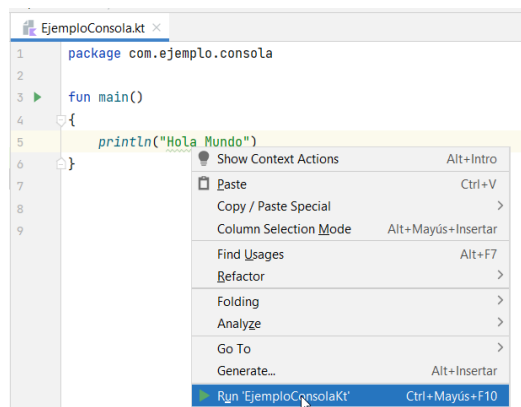 EjemploConsola.kt
1 package com.ejemplo.consola
2
3 fun main()
4 {
5 println("Hola Mundo")
6 }
7
8
9
Show Context Actions Alt+Intro
Paste Ctrl+V
Copy / Paste Special
Column Selection Mode Alt+Mayús+Insertar
Find Usages Alt+F7
Refactor
Folding
Analyze
Go To
Generate... Alt+Insertar
Run 'EjemploConsolaKt' Ctrl+Mayús+F10